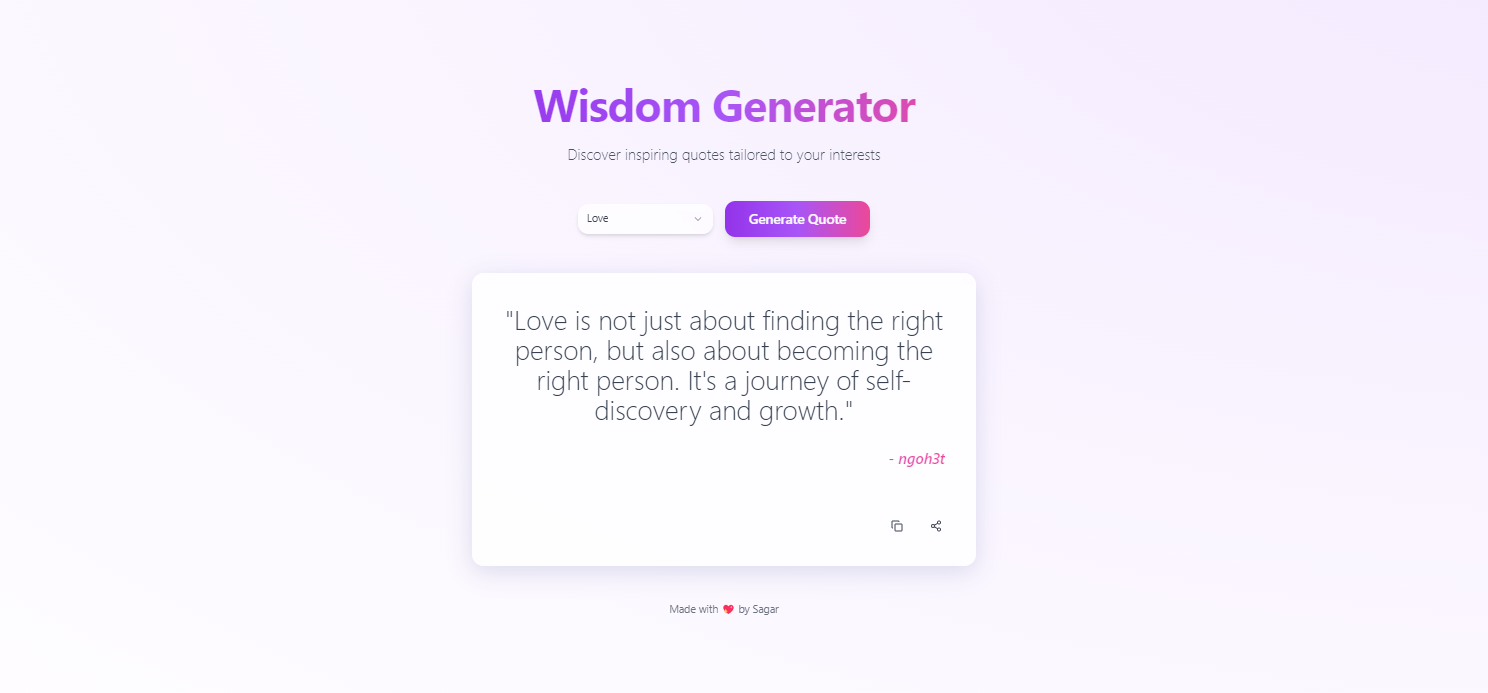 Wisdom Generator
Discover inspiring quotes tailored to your interests
Love
Generate Quote
"Love is not just about finding the right
person, but also about becoming the
right person. It's a journey of self-
discovery and growth."
- ngoh3t
Made with 💖 by Sagar